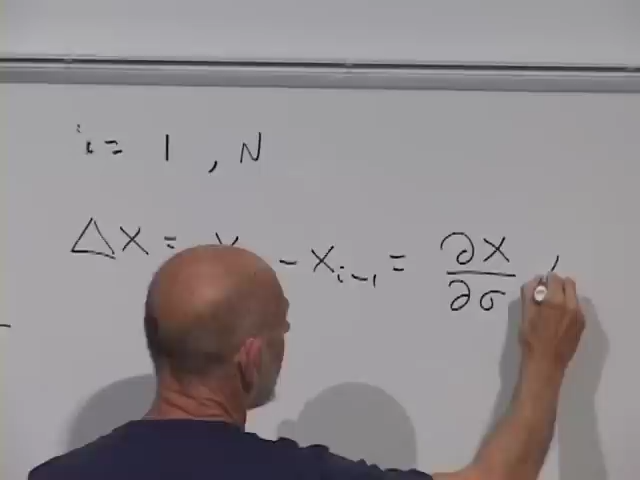 i = 1 , N
ΔX = X - X_{i-1} = ∂X/∂σ